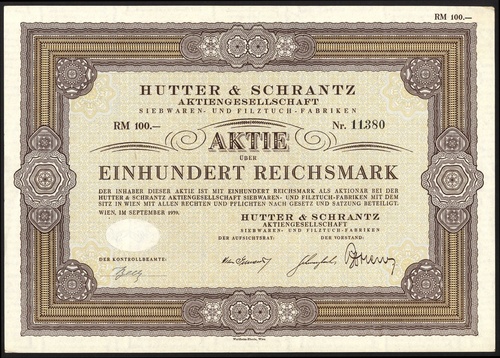 RM 100.—
HUTTER & SCHRANTZ
AKTIENGESELLSCHAFT
SIEBWAREN- UND FILZTUCH-FABRIKEN
RM 100.— Nr. 11380
AKTIE
ÜBER
EINHUNDERT REICHSMARK
DER INHABER DIESER AKTIE IST MIT EINHUNDERT REICHSMARK ALS AKTIONÄR BEI DER
HUTTER & SCHRANTZ AKTIENGESELLSCHAFT SIEBWAREN- UND FILZTUCH-FABRIKEN MIT DEM
SITZ IN WIEN MIT ALLEN RECHTEN UND PFLICHTEN NACH GESETZ UND SATZUNG BETEILIGT.
WIEN, IM SEPTEMBER 1939.
HUTTER & SCHRANTZ
AKTIENGESELLSCHAFT
SIEBWAREN- UND FILZTUCH-FABRIKEN
DER AUFSICHTSRAT: DER VORSTAND:
DER KONTROLLBEAMTE: